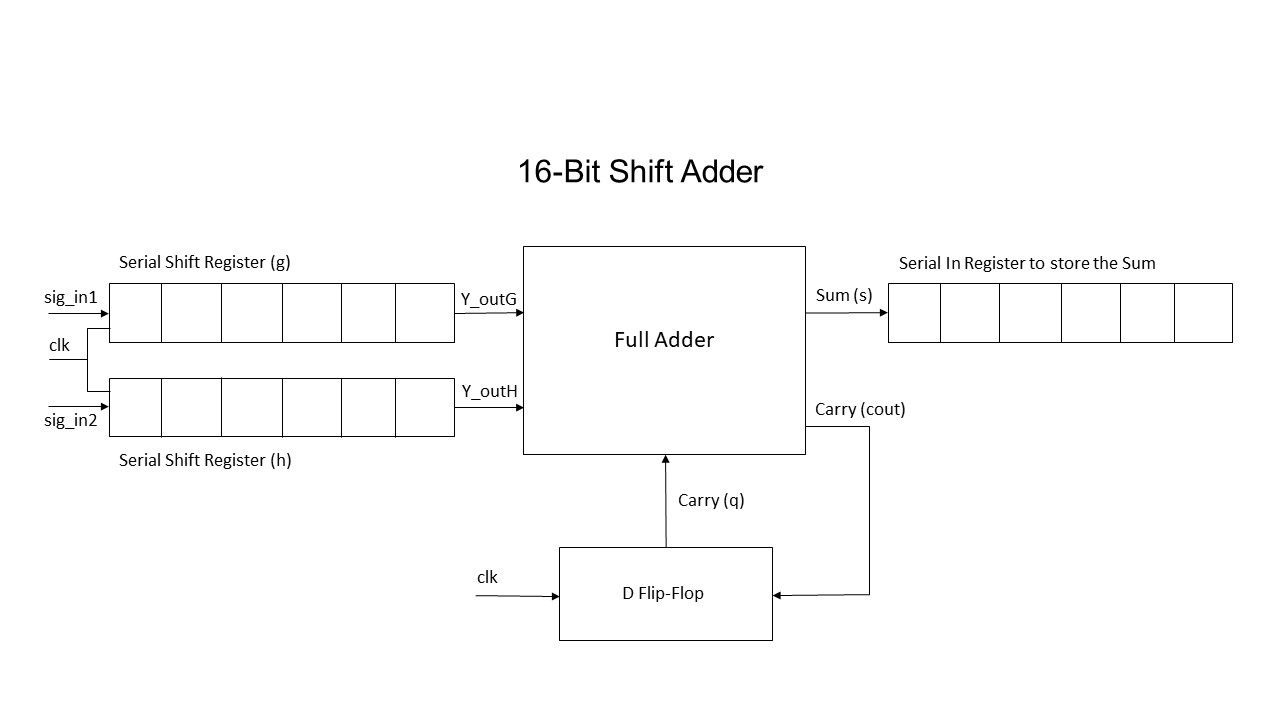 16-Bit Shift Adder
Serial Shift Register (g)
Serial In Register to store the Sum
sig_in1
Y_outG
Sum (s)
clk
Full Adder
Y_outH
sig_in2
Carry (cout)
Serial Shift Register (h)
Carry (q)
clk
D Flip-Flop